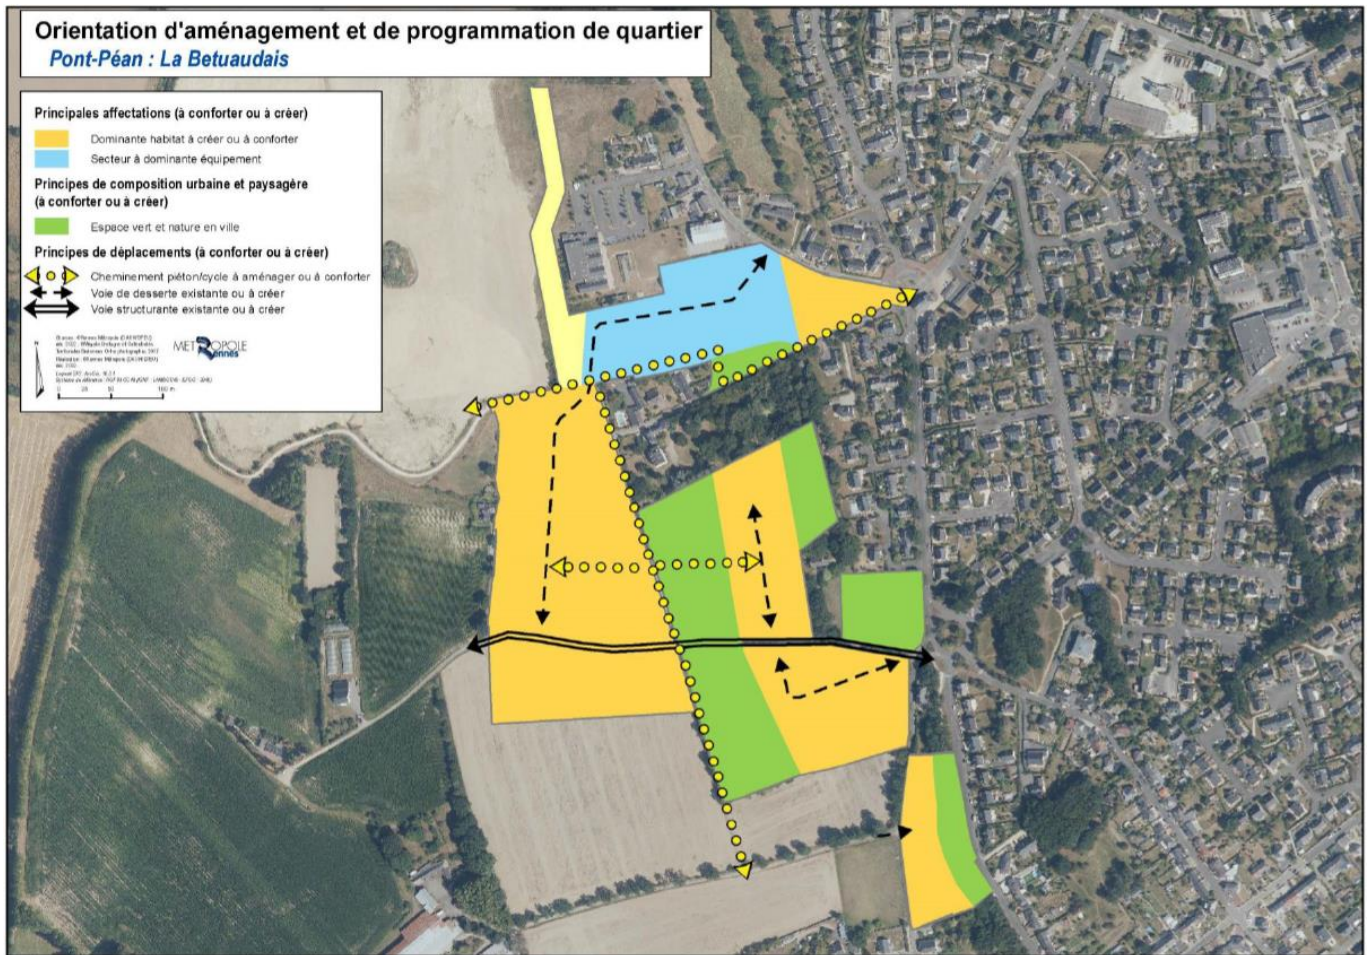 Orientation d'aménagement et de programmation de quartier
Pont-Péan : La Betuaudais
Principales affectations (à conforter ou à créer)
Dominante habitat à créer ou à conforter
Secteur à dominante équipement
Principes de composition urbaine et paysagère
(à conforter ou à créer)
Espace vert et nature en ville
Principes de déplacements (à conforter ou à créer)
Cheminement piéton/cycle à aménager ou à conforter
Voie de desserte existante ou à créer
Voie structurante existante ou à créer
N
METROPOLE
Rennes
0
100 m